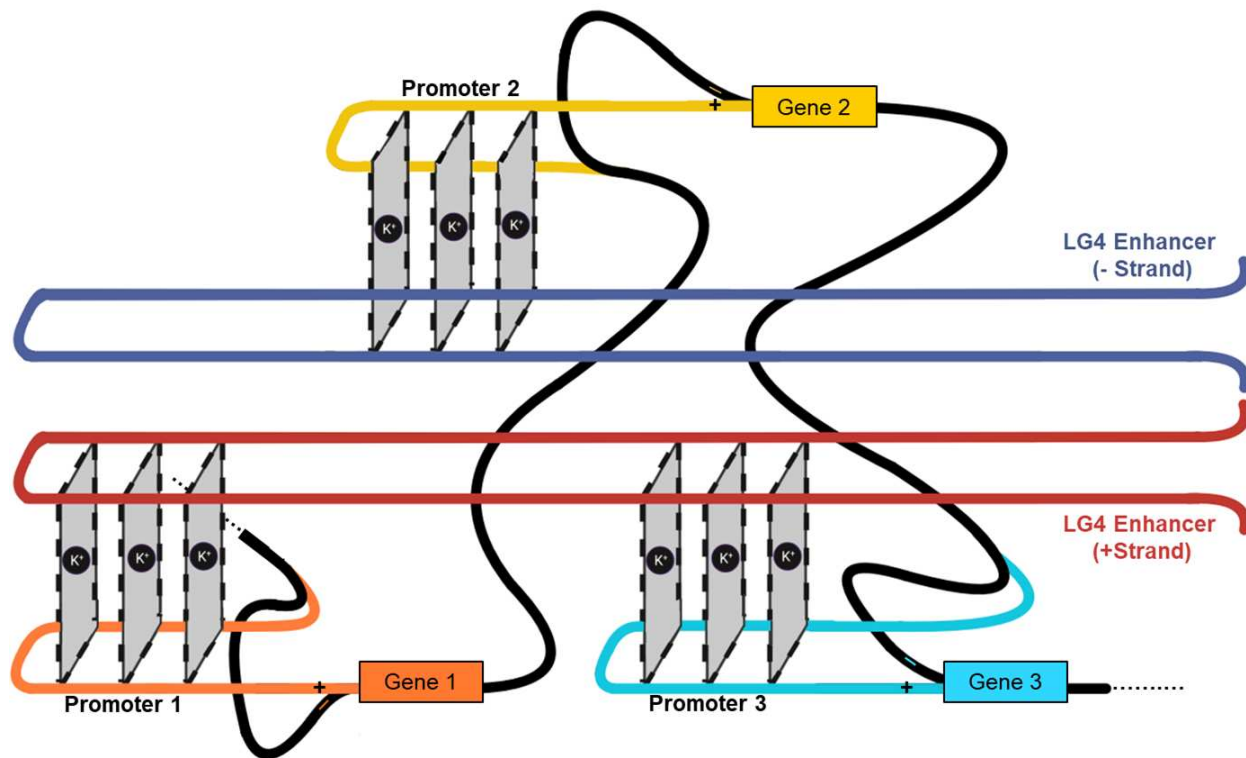 Promoter 2
+
-
Gene 2
K⁺
K⁺
K⁺
LG4 Enhancer
(- Strand)
LG4 Enhancer
(+Strand)
K⁺
K⁺
K⁺
K⁺
K⁺
K⁺
+
-
Gene 1
Promoter 1
+
-
Gene 3
Promoter 3